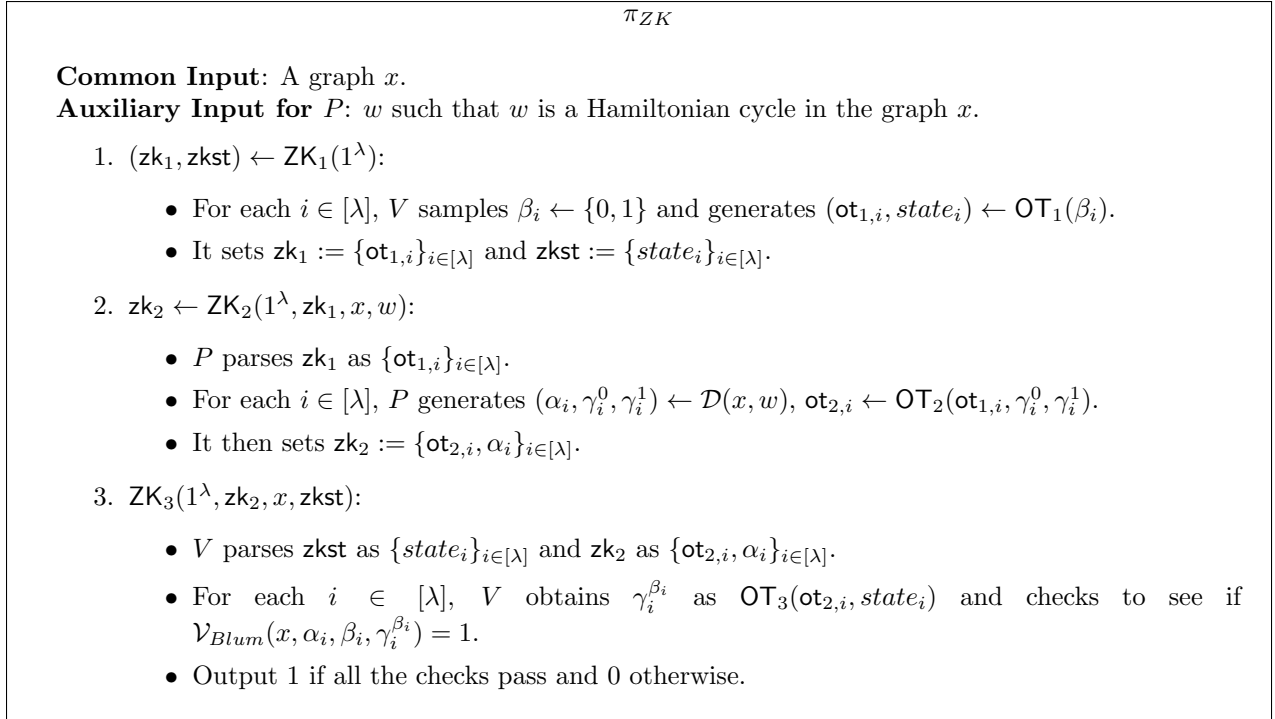 π_ZK
Common Input: A graph x.
Auxiliary Input for P: w such that w is a Hamiltonian cycle in the graph x.
1. (zk₁, zkst) ← ZK₁(1^λ):
• For each i ∈ [λ], V samples β_i ← {0, 1} and generates (ot_{1,i}, state_i) ← OT₁(β_i).
• It sets zk₁ := {ot_{1,i}}_{i∈[λ]} and zkst := {state_i}_{i∈[λ]}.
2. zk₂ ← ZK₂(1^λ, zk₁, x, w):
• P parses zk₁ as {ot_{1,i}}_{i∈[λ]}.
• For each i ∈ [λ], P generates (α_i, γ_i^0, γ_i^1) ← 𝒟(x, w), ot_{2,i} ← OT₂(ot_{1,i}, γ_i^0, γ_i^1).
• It then sets zk₂ := {ot_{2,i}, α_i}_{i∈[λ]}.
3. ZK₃(1^λ, zk₂, x, zkst):
• V parses zkst as {state_i}_{i∈[λ]} and zk₂ as {ot_{2,i}, α_i}_{i∈[λ]}.
• For each i ∈ [λ], V obtains γ_i^{β_i} as OT₃(ot_{2,i}, state_i) and checks to see if
𝒱_{Blum}(x, α_i, β_i, γ_i^{β_i}) = 1.
• Output 1 if all the checks pass and 0 otherwise.